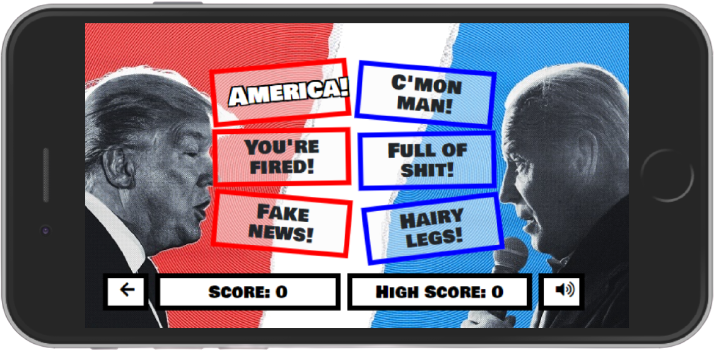 AMERICA!
C'MON
MAN!
YOU'RE
FIRED!
FULL OF
SHIT!
FAKE
NEWS!
HAIRY
LEGS!
SCORE: 0
HIGH SCORE: 0